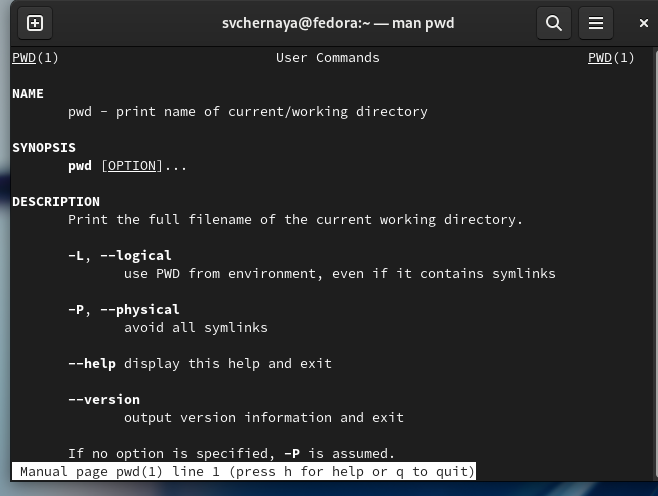 svchernaya@fedora:~ — man pwd
PWD(1) User Commands PWD(1)
NAME
pwd - print name of current/working directory
SYNOPSIS
pwd [OPTION]...
DESCRIPTION
Print the full filename of the current working directory.
-L, --logical
use PWD from environment, even if it contains symlinks
-P, --physical
avoid all symlinks
--help display this help and exit
--version
output version information and exit
If no option is specified, -P is assumed.
Manual page pwd(1) line 1 (press h for help or q to quit)